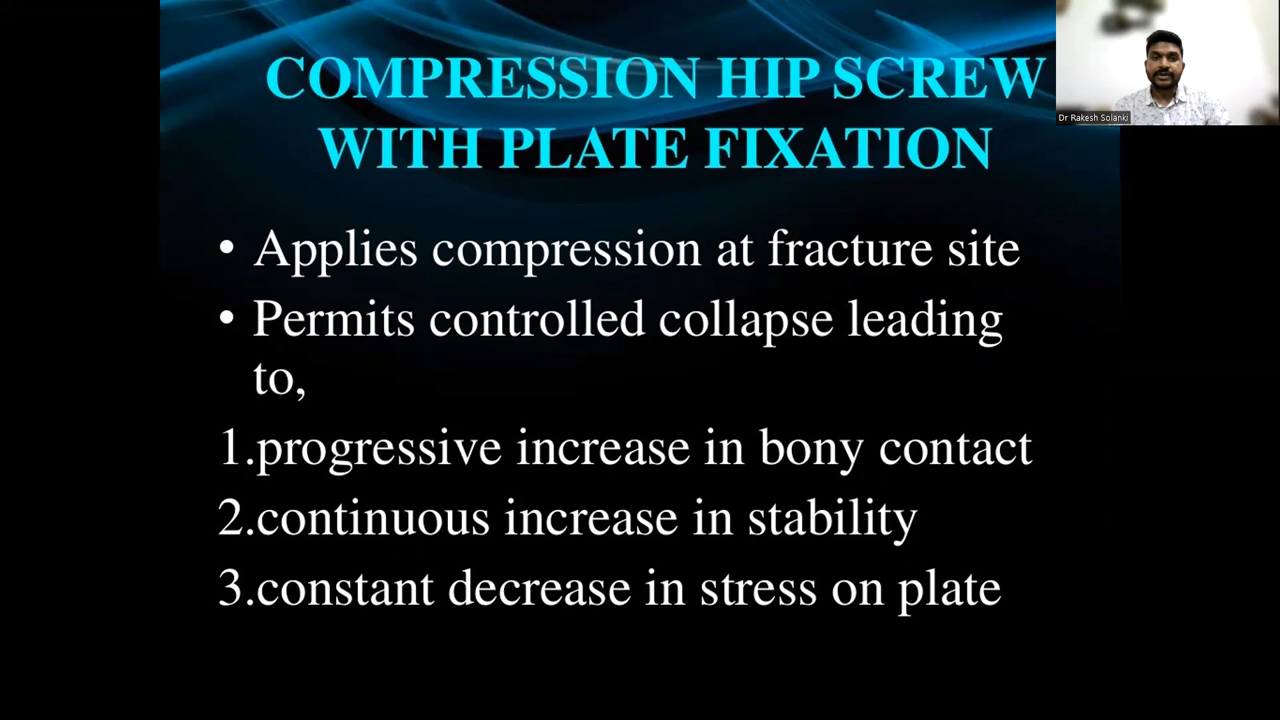 COMPRESSION HIP SCREW
WITH PLATE FIXATION
Dr Rakesh Solanki
• Applies compression at fracture site
• Permits controlled collapse leading
to,
1.progressive increase in bony contact
2.continuous increase in stability
3.constant decrease in stress on plate